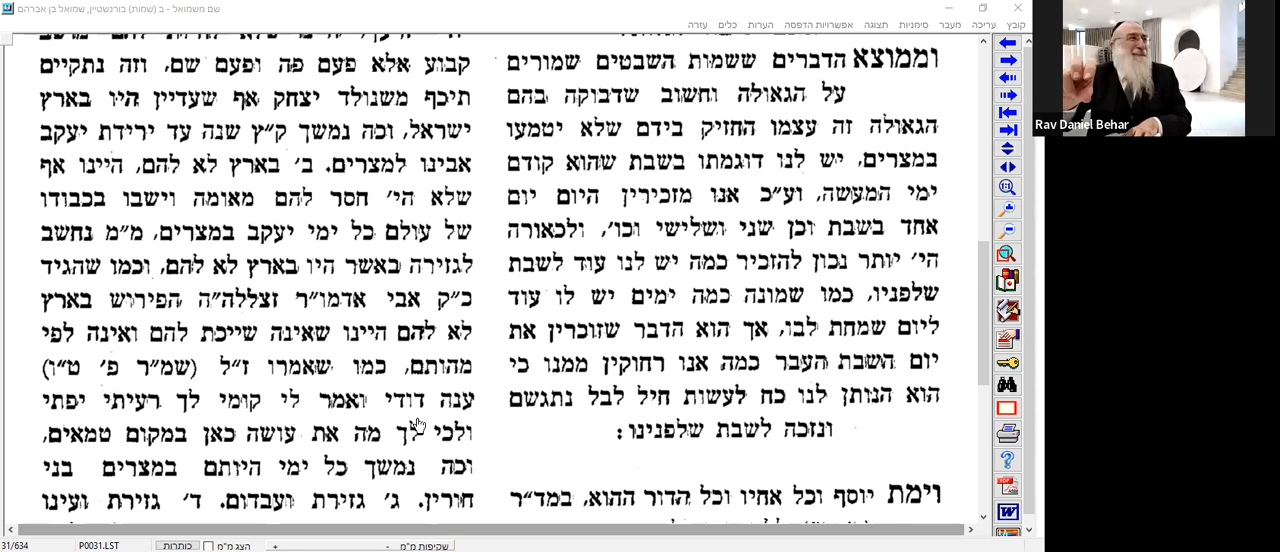 שם משמואל - ב (שמות) בורנשטיין, שמואל בן אברהם
קובץ עריכה מעבר סימניות תצוגה אפשרויות הדפסה הערות כלים עזרה
וממוצא הדברים ששמות השבטים שמורים
על הגאולה וחשוב שדבוקה בהם
הגאולה זה עצמו החזיק בידם שלא יטמעו
במצרים, יש לנו דוגמתו בשבת שהוא קודם
ימי המעשה, וע״כ אנו מזכירין היום יום
אחד בשבת וכן שני ושלישי וכו׳, ולכאורה
הי׳ יותר נכון להזכיר כמה יש לנו עוד לשבת
שלפניו, כמו שמונה כמה ימים יש לו עוד
ליום שמחת לבו, אך הוא הדבר שזוכרין את
יום השבת העבר כמה אנו רחוקין ממנו כי
הוא הנותן לנו כח לעשות חיל לבל נתגשם
ונזכה לשבת שלפנינו:
וימת יוסף וכל אחיו וכל הדור ההוא, במד״ר
קבוע אלא פעם פה ופעם שם, וזה נתקיים
תיכף משנולד יצחק אף שעדיין היו בארץ
ישראל, וכה נמשך ק״ץ שנה עד ירידת יעקב
אבינו למצרים. ב׳ בארץ לא להם, היינו אף
שלא הי׳ חסר להם מאומה וישבו בכבודו
של עולם כל ימי יעקב במצרים, מ״מ נחשב
לגזירה באשר היו בארץ לא להם, וכמו שהגיד
כ״ק אבי אדמו״ר זצללה״ה הפירוש בארץ
לא להם היינו שאינה שייכת להם ואינה לפי
מהותם, כמו שאמרו ז״ל (שמ״ר פ׳ ט״ו)
ענה דודי ואמר לי קומי לך רעיתי יפתי
ולכי לך מה את עושה כאן במקום טמאים,
וכה נמשך כל ימי היותם במצרים בני
חורין. ג׳ גזירת ועבדום. ד׳ גזירת ועינו
Rav Daniel Behar
31/634 P0031.LST כותרות הצג מ״מ - שקיפות מ״מ +